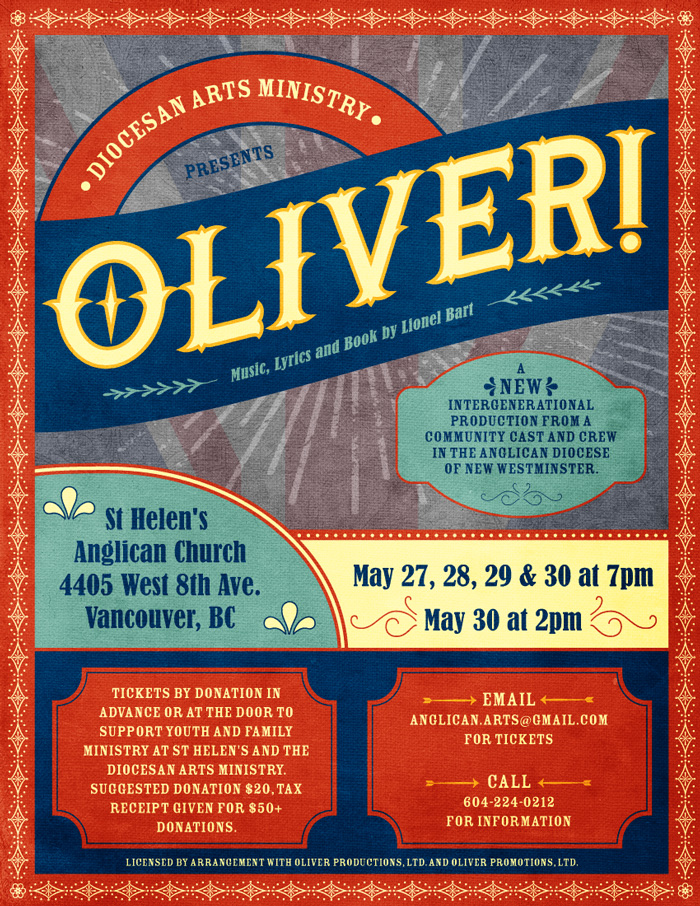 DIOCESAN ARTS MINISTRY
PRESENTS
OLIVER!
Music, Lyrics and Book by Lionel Bart
A
NEW
INTERGENERATIONAL
PRODUCTION FROM A
COMMUNITY CAST AND CREW
IN THE ANGLICAN DIOCESE
OF NEW WESTMINSTER.
St Helen's
Anglican Church
4405 West 8th Ave.
Vancouver, BC
May 27, 28, 29 & 30 at 7pm
May 30 at 2pm
TICKETS BY DONATION IN
ADVANCE OR AT THE DOOR TO
SUPPORT YOUTH AND FAMILY
MINISTRY AT ST HELEN'S AND THE
DIOCESAN ARTS MINISTRY.
SUGGESTED DONATION $20, TAX
RECEIPT GIVEN FOR $50+
DONATIONS.
EMAIL
ANGLICAN.ARTS@GMAIL.COM
FOR TICKETS
CALL
604-224-0212
FOR INFORMATION
LICENSED BY ARRANGEMENT WITH OLIVER PRODUCTIONS, LTD. AND OLIVER PROMOTIONS, LTD.